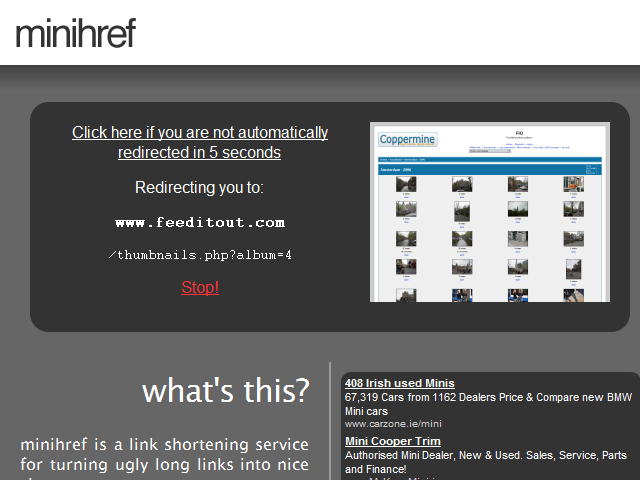 minihref
Click here if you are not automatically
redirected in 5 seconds
Redirecting you to:
www.feeditout.com
/thumbnails.php?album=4
Stop!
Coppermine
FIO
what's this?
minihref is a link shortening service
for turning ugly long links into nice
408 Irish used Minis
67,319 Cars from 1162 Dealers Price & Compare new BMW
Mini cars
www.carzone.ie/mini
Mini Cooper Trim
Authorised Mini Dealer, New & Used. Sales, Service, Parts
and Finance!